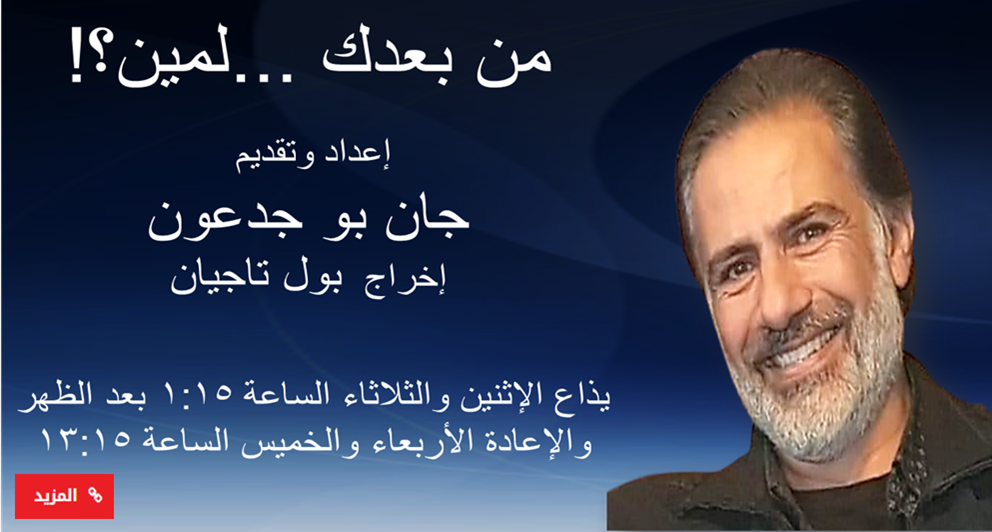 من بعدك ...لمين؟!
إعداد وتقديم
جان بو جدعون
إخراج بول تاجيان
يذاع الإثنين والثلاثاء الساعة ١:١٥ بعد الظهر
والإعادة الأربعاء والخميس الساعة ١٣:١٥
المزيد